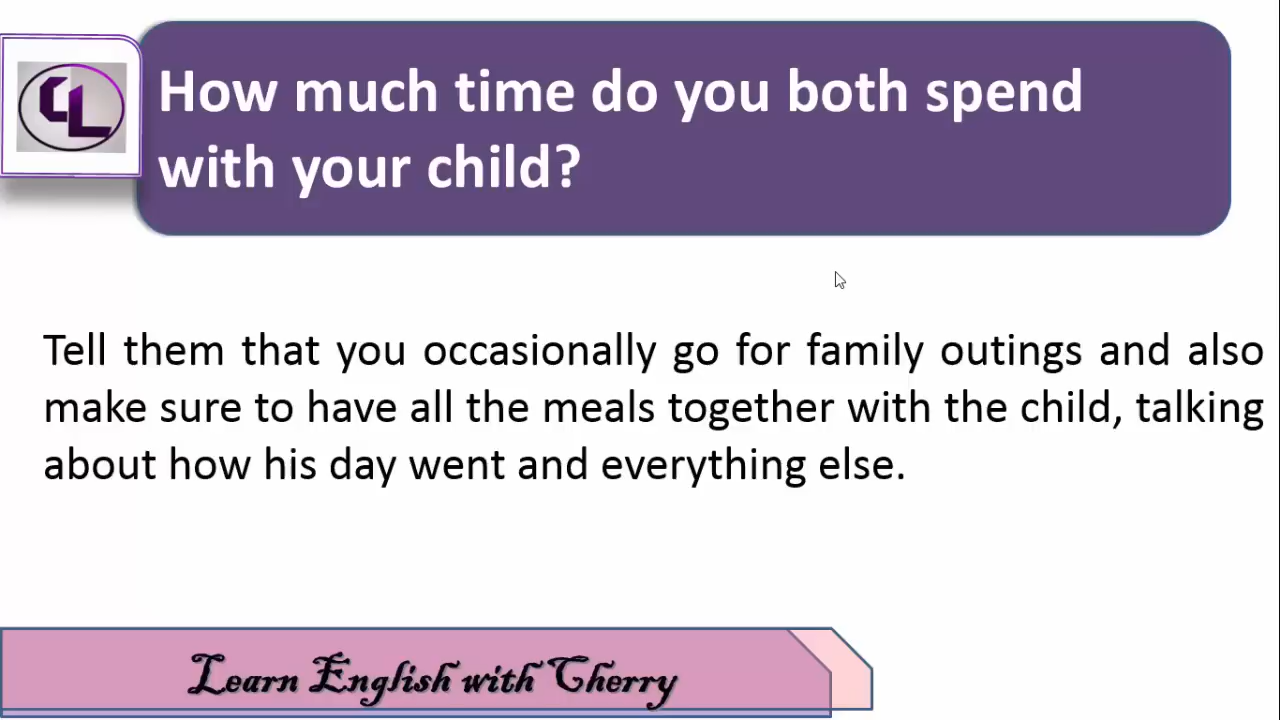 CL
How much time do you both spend
with your child?
Tell them that you occasionally go for family outings and also
make sure to have all the meals together with the child, talking
about how his day went and everything else.
Learn English with Cherry